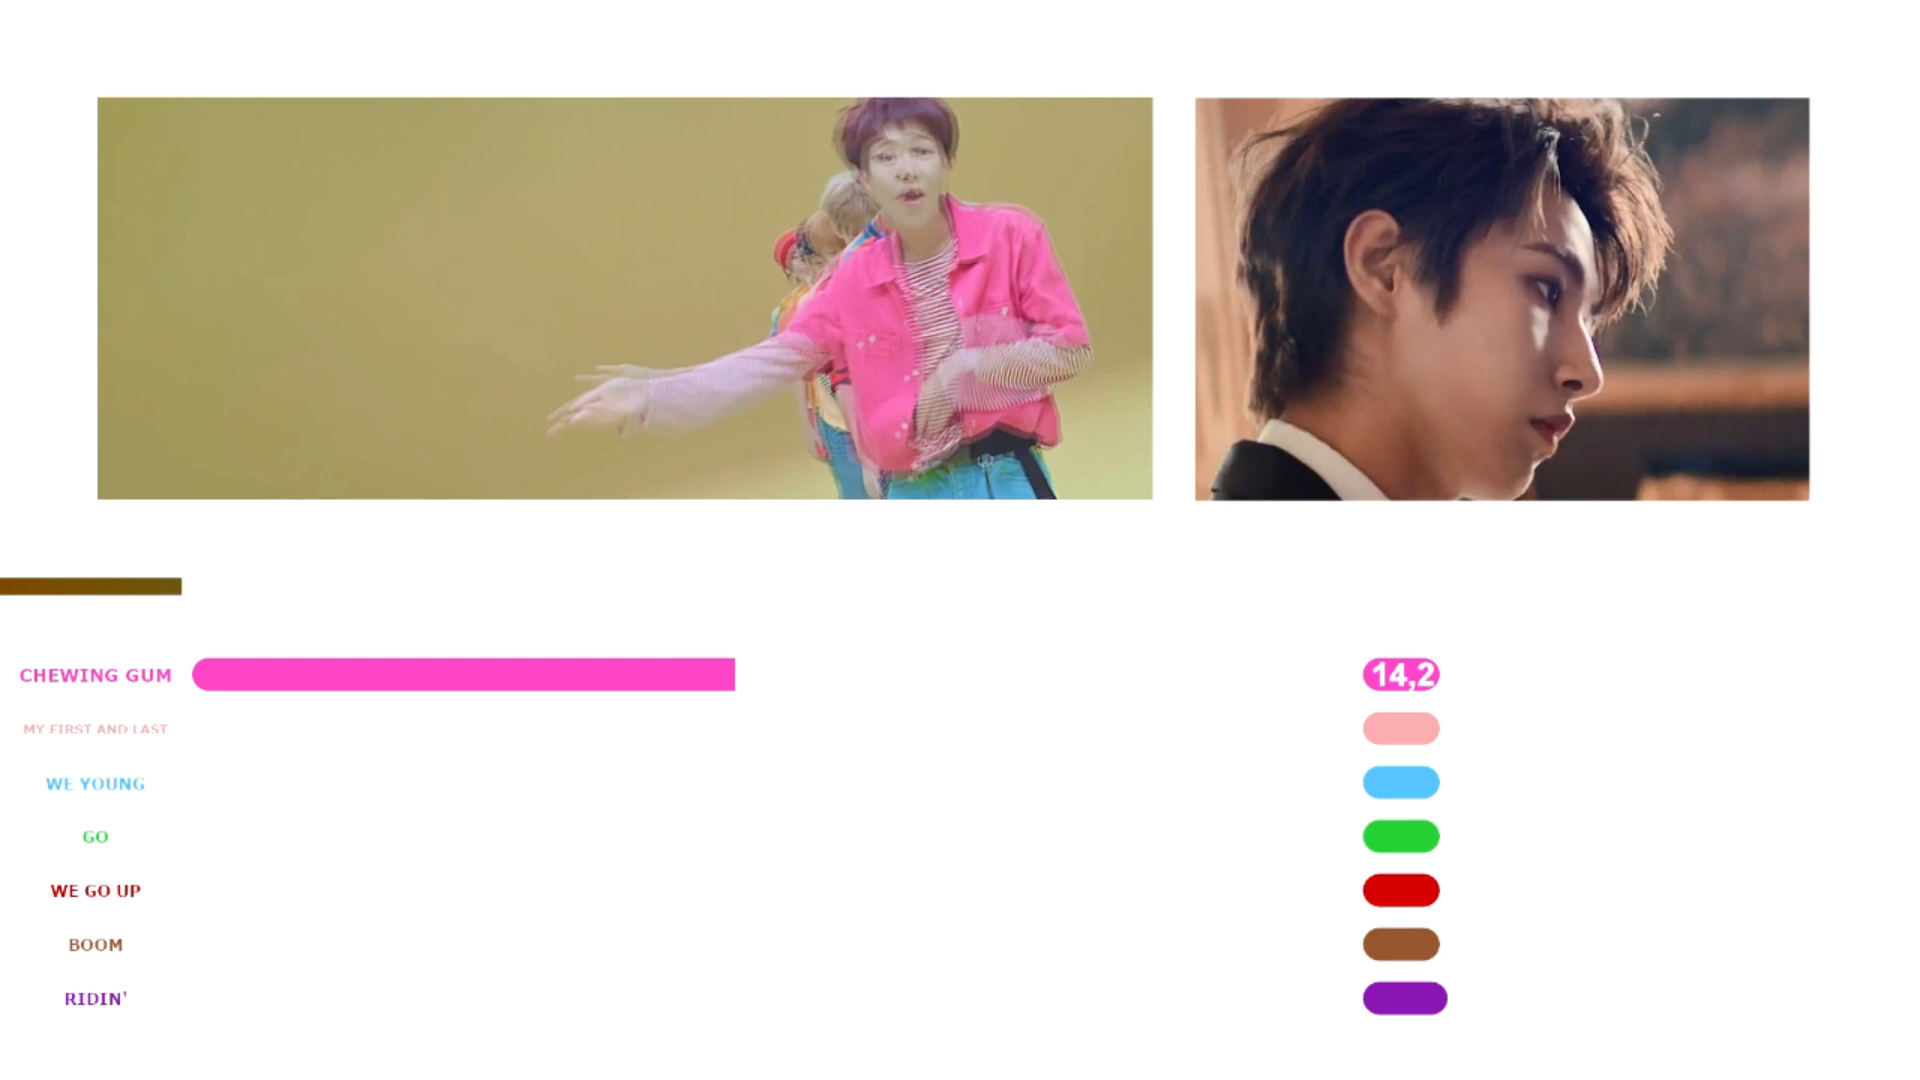 CHEWING GUM 14,2
MY FIRST AND LAST
WE YOUNG
GO
WE GO UP
BOOM
RIDIN'